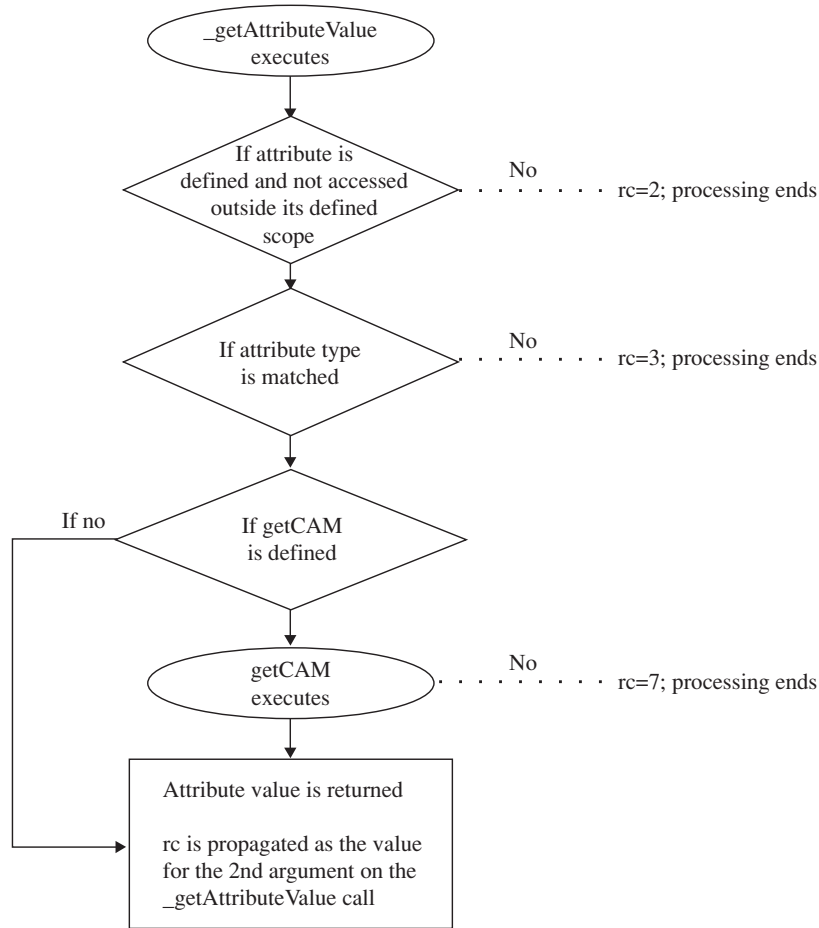 _getAttributeValue
executes
If attribute is
defined and not accessed
outside its defined
scope
No
rc=2; processing ends
If attribute type
is matched
No
rc=3; processing ends
If no
If getCAM
is defined
getCAM
executes
No
rc=7; processing ends
Attribute value is returned
rc is propagated as the value
for the 2nd argument on the
_getAttributeValue call